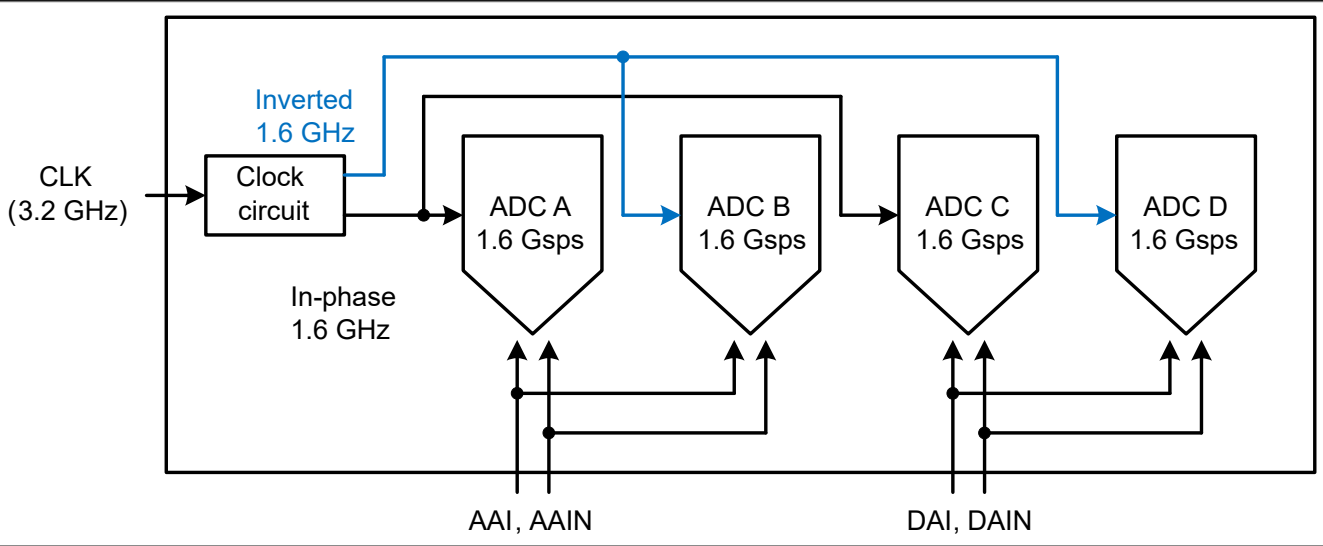 Inverted
1.6 GHz
CLK
(3.2 GHz)
Clock
circuit
ADC A
1.6 Gsps
ADC B
1.6 Gsps
ADC C
1.6 Gsps
ADC D
1.6 Gsps
In-phase
1.6 GHz
AAI, AAIN
DAI, DAIN